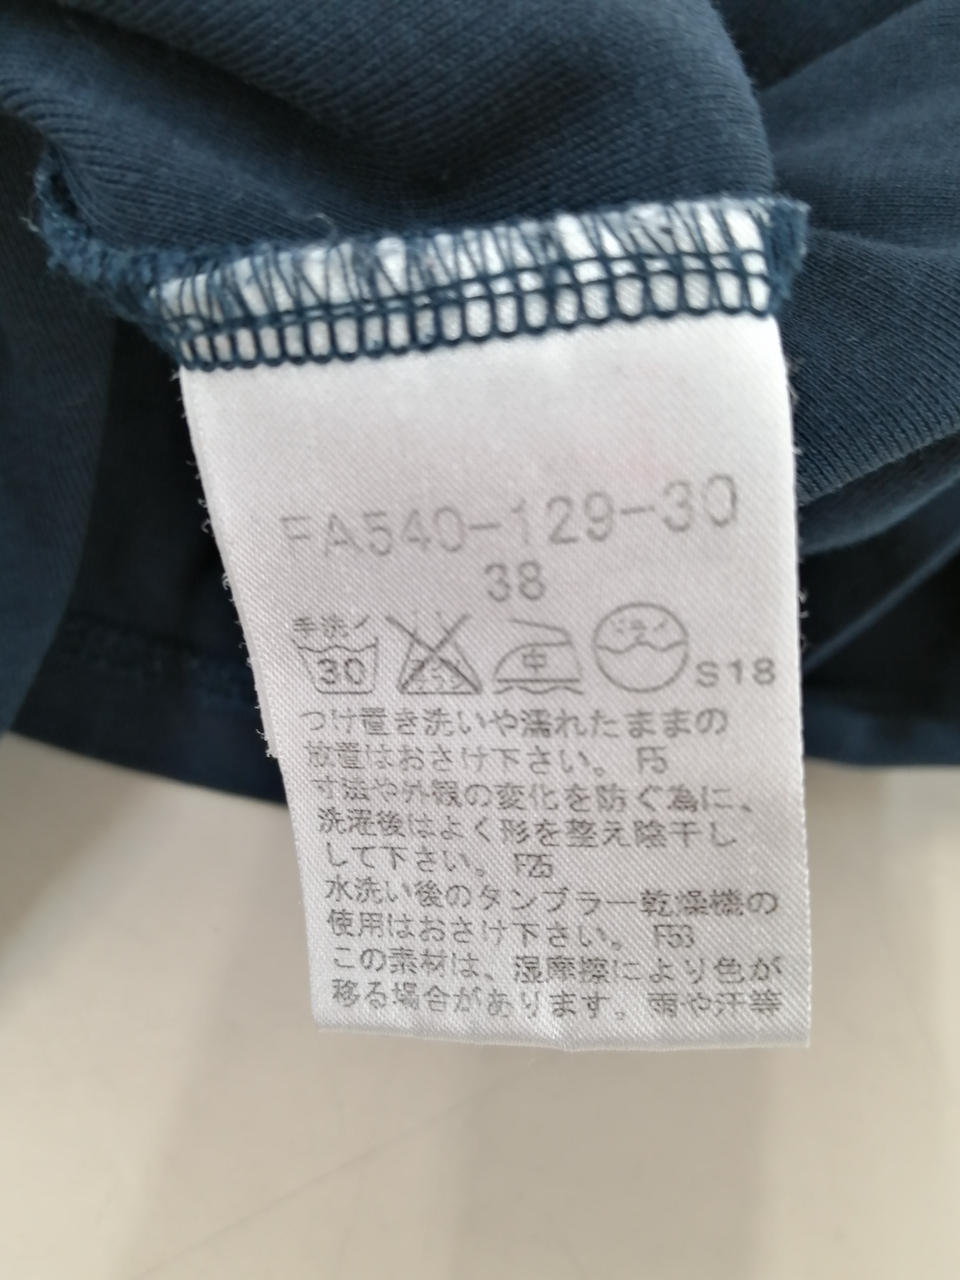 FA540-129-30
38
手洗イ
30
エンソ
中
ドライ
S18
つけ置き洗いや濡れたままの
放置はおさけ下さい。 F5
寸法や外観の変化を防ぐ為に、
洗濯後はよく形を整え陰干し
して下さい。 F25
水洗い後のタンブラー乾燥機の
使用はおさけ下さい。 F53
この素材は、湿摩擦により色が
移る場合があります。雨や汗等